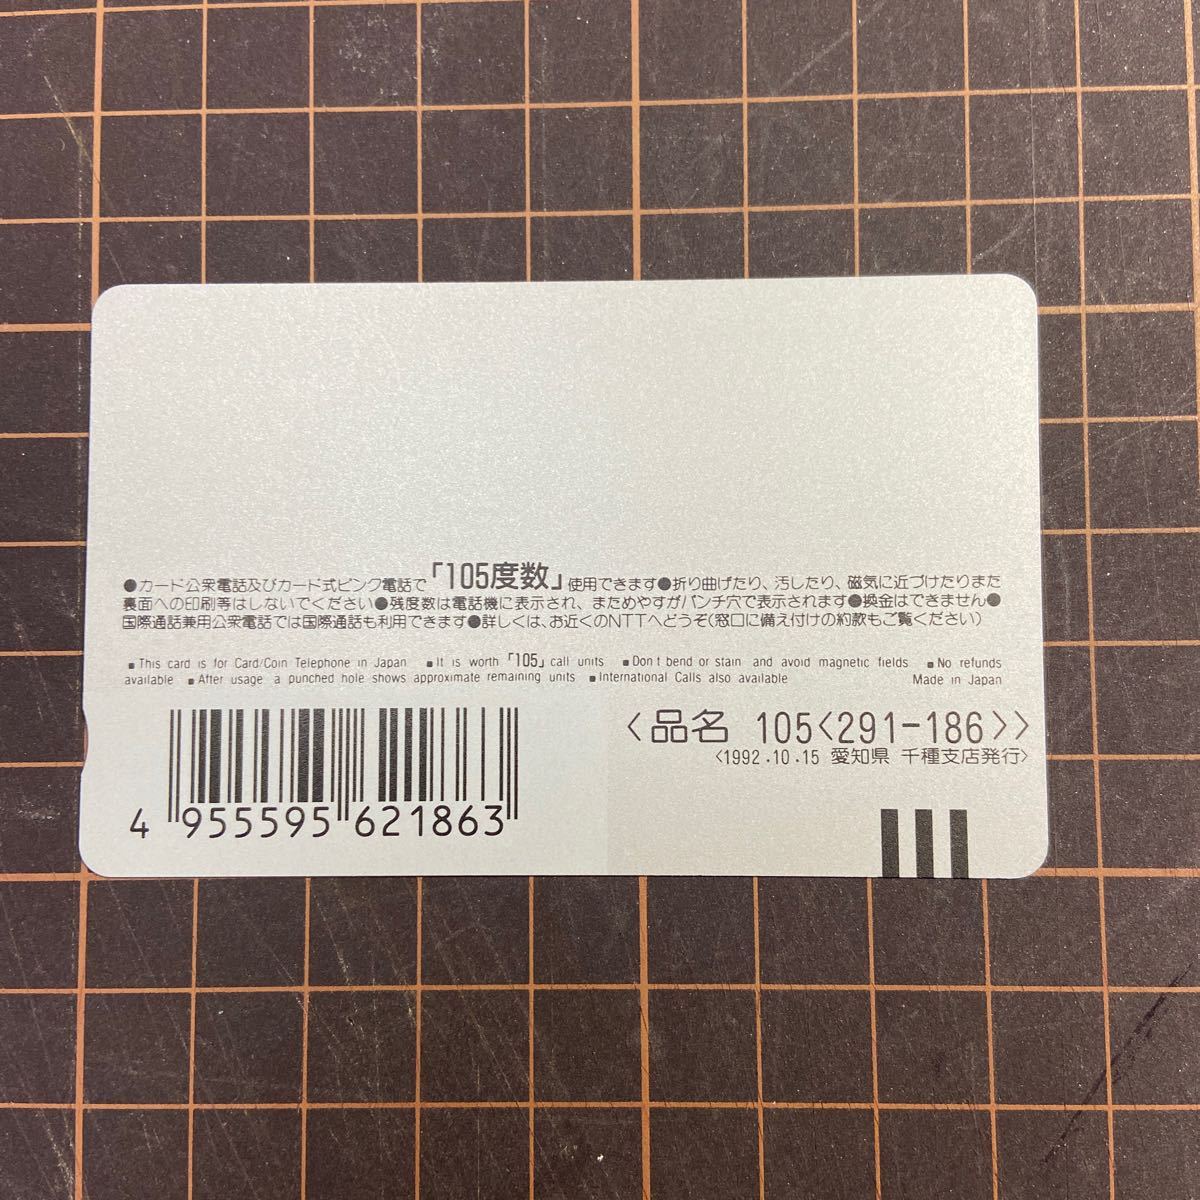 ●カード公衆電話及びカード式ピンク電話で「105度数」使用できます●折り曲げたり、汚したり、磁気に近づけたりまた
裏面への印刷等はしないでください●残度数は電話機に表示され、まためやすがパンチ穴で表示されます●換金はできません●
国際通話兼用公衆電話では国際通話も利用できます●詳しくは、お近くのNTTへどうぞ(窓口に備え付けの約款もご覧ください)
■This card is for Card/Coin Telephone in Japan ■It is worth「105」call units ■Don't bend or stain and avoid magnetic fields ■No refunds
available ■After usage a punched hole shows approximate remaining units ■International Calls also available Made in Japan
<品名 105<291-186>>
<1992.10.15 愛知県 千種支店発行>
4 955595 621863